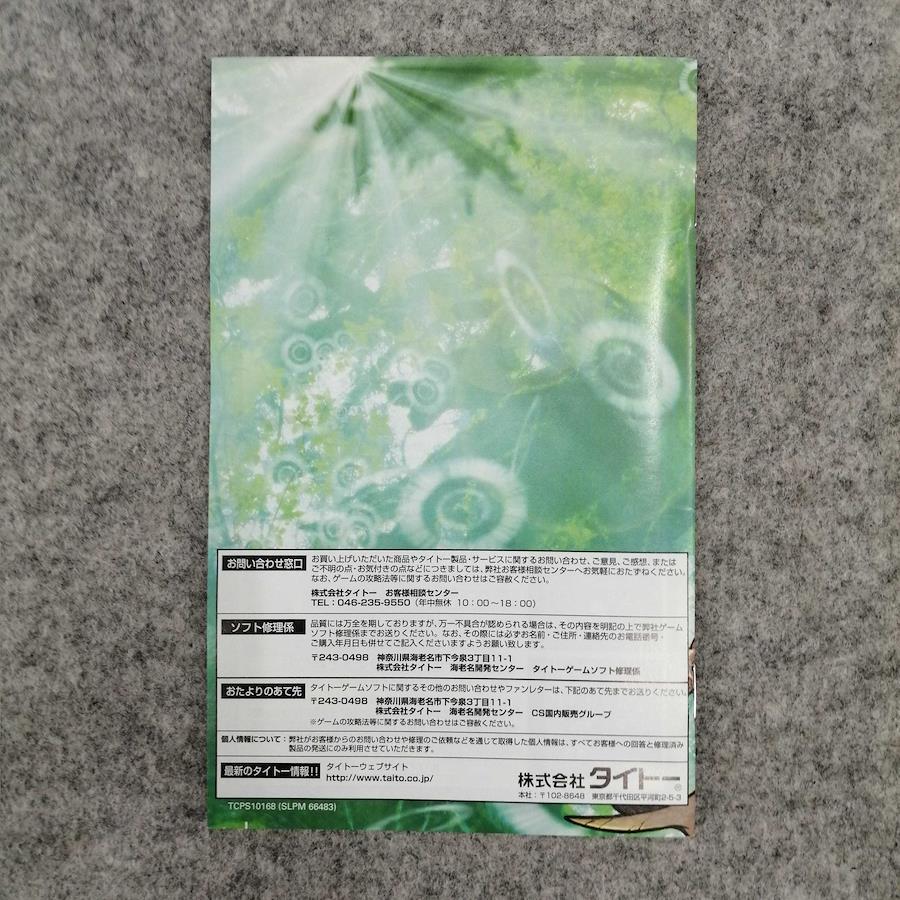 お問い合わせ窓口
お買い上げいただいた商品やタイトー製品・サービスに関するお問い合わせ、ご意見、ご感想、または
ご不明の点・お気付きの点などにつきましては、弊社お客様相談センターへお気軽におたずねください。
なお、ゲームの攻略法等に関するお問い合わせはご容赦ください。
株式会社タイトー お客様相談センター
TEL:046-235-9550(年中無休 10:00~18:00)
ソフト修理係
品質には万全を期しておりますが、万一不具合が認められる場合は、その内容を明記の上で弊社ゲーム
ソフト修理係までお送りください。なお、その際には必ずお名前・ご住所・連絡先のお電話番号・
ご購入年月日も併せてご記入くださいますようお願い致します。
〒243-0498 神奈川県海老名市下今泉3丁目11-1
株式会社タイトー 海老名開発センター タイトーゲームソフト修理係
おたよりのあて先
タイトーゲームソフトに関するその他のお問い合わせやファンレターは、下記のあて先までお送りください。
〒243-0498 神奈川県海老名市下今泉3丁目11-1
株式会社タイトー 海老名開発センター CS国内販売グループ
※ゲームの攻略法等に関するお問い合わせはご容赦ください。
個人情報について:弊社がお客様からのお問い合わせや修理のご依頼などを通じて取得した個人情報は、すべてお客様への回答と修理済み
製品の発送にのみ利用させていただきます。
最新のタイトー情報!!
タイトーウェブサイト
http://www.taito.co.jp/
株式会社 タイトー®
本社:〒102-8648 東京都千代田区平河町2-5-3
TCPS10168 (SLPM 66483)